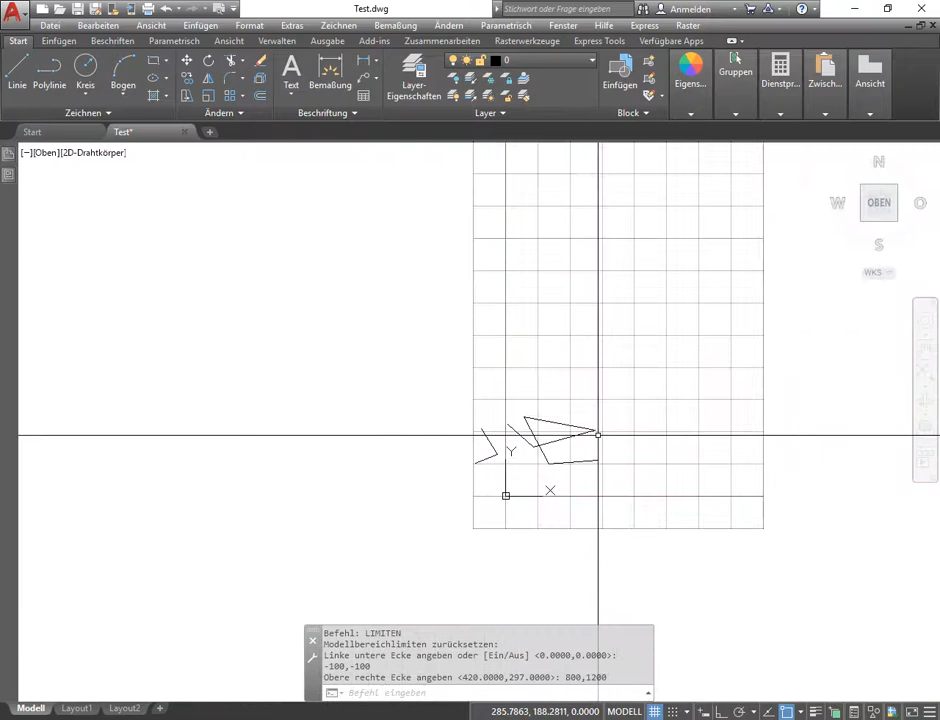 Test.dwg
Stichwort oder Frage eingeben
Anmelden
Datei Bearbeiten Ansicht Einfügen Format Extras Zeichnen Bemaßung Ändern Parametrisch Fenster Hilfe Express Raster
Start Einfügen Beschriften Parametrisch Ansicht Verwalten Ausgabe Add-ins Zusammenarbeiten Rasterwerkzeuge Express Tools Verfügbare Apps
0
Linie Polylinie Kreis Bogen
Text Bemaßung
Layer-
Eigenschaften
Einfügen
Eigens... Gruppen Dienstpr... Zwisch... Ansicht
Zeichnen Ändern Beschriftung Layer Block
Start Test*
[−][Oben][2D-Drahtkörper]
N
W OBEN O
S
WKS
Y
X
Befehl: LIMITEN
Modellbereichlimiten zurücksetzen:
Linke untere Ecke angeben oder [Ein/Aus] <0.0000,0.0000>:
-100,-100
Obere rechte Ecke angeben <420.0000,297.0000>: 800,1200
Befehl eingeben
Modell Layout1 Layout2 +
285.7863, 188.2811, 0.0000 MODELL